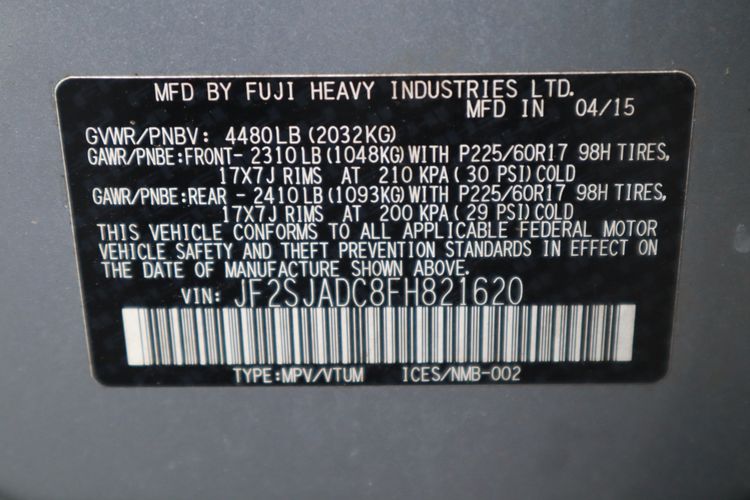 MFD BY FUJI HEAVY INDUSTRIES LTD.
MFD IN 04/15
GVWR/PNBV: 4480LB (2032KG)
GAWR/PNBE:FRONT- 2310LB (1048KG) WITH P225/60R17 98H TIRES,
17X7J RIMS AT 210 KPA ( 30 PSI) COLD
GAWR/PNBE:REAR - 2410LB (1093KG) WITH P225/60R17 98H TIRES,
17X7J RIMS AT 200 KPA ( 29 PSI) COLD
THIS VEHICLE CONFORMS TO ALL APPLICABLE FEDERAL MOTOR
VEHICLE SAFETY AND THEFT PREVENTION STANDARDS IN EFFECT ON
THE DATE OF MANUFACTURE SHOWN ABOVE.
VIN: JF2SJADC8FH821620
TYPE:MPV/VTUM ICES/NMB-002